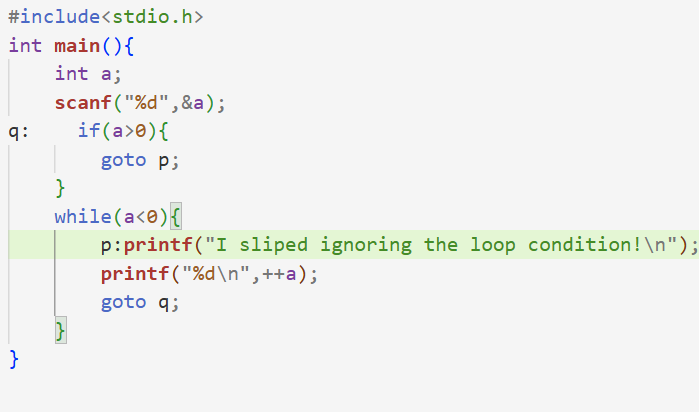 #include<stdio.h>
int main(){
    int a;
    scanf("%d",&a);
q:    if(a>0){
        goto p;
    }
    while(a<0){
        p:printf("I sliped ignoring the loop condition!\n");
        printf("%d\n",++a);
        goto q;
    }
}